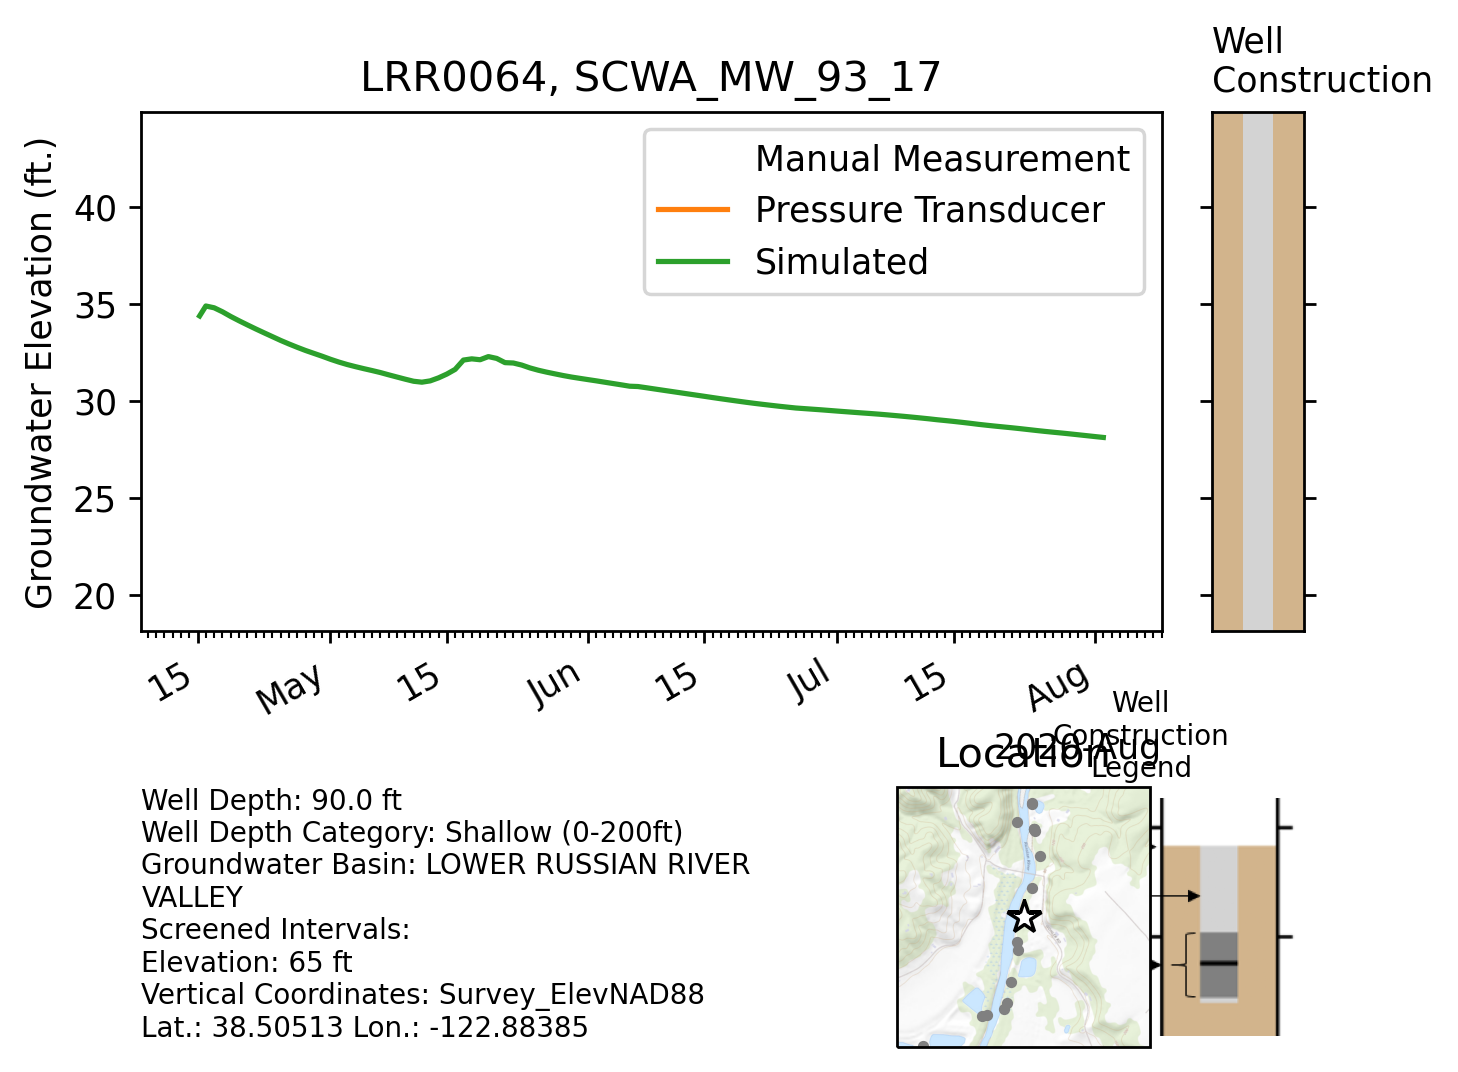 Well
Construction
LRR0064, SCWA_MW_93_17
Groundwater Elevation (ft.)
40
35
30
25
20
Manual Measurement
Pressure Transducer
Simulated
15
May
15
Jun
15
Jul
15
Aug
2020-Aug
Well
Construction
Legend
Location
Well Depth: 90.0 ft
Well Depth Category: Shallow (0-200ft)
Groundwater Basin: LOWER RUSSIAN RIVER
VALLEY
Screened Intervals:
Elevation: 65 ft
Vertical Coordinates: Survey_ElevNAD88
Lat.: 38.50513 Lon.: -122.88385